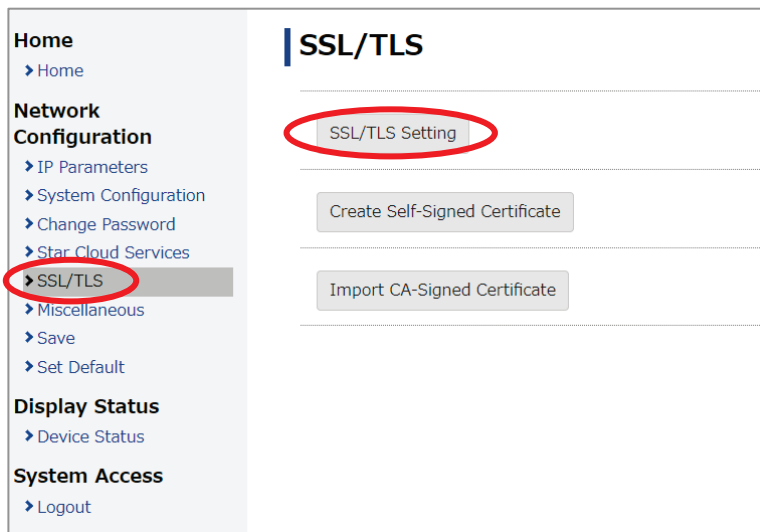 Home
Home
Network
Configuration
IP Parameters
System Configuration
Change Password
Star Cloud Services
SSL/TLS
Miscellaneous
Save
Set Default
Display Status
Device Status
System Access
Logout
SSL/TLS
SSL/TLS Setting
Create Self-Signed Certificate
Import CA-Signed Certificate